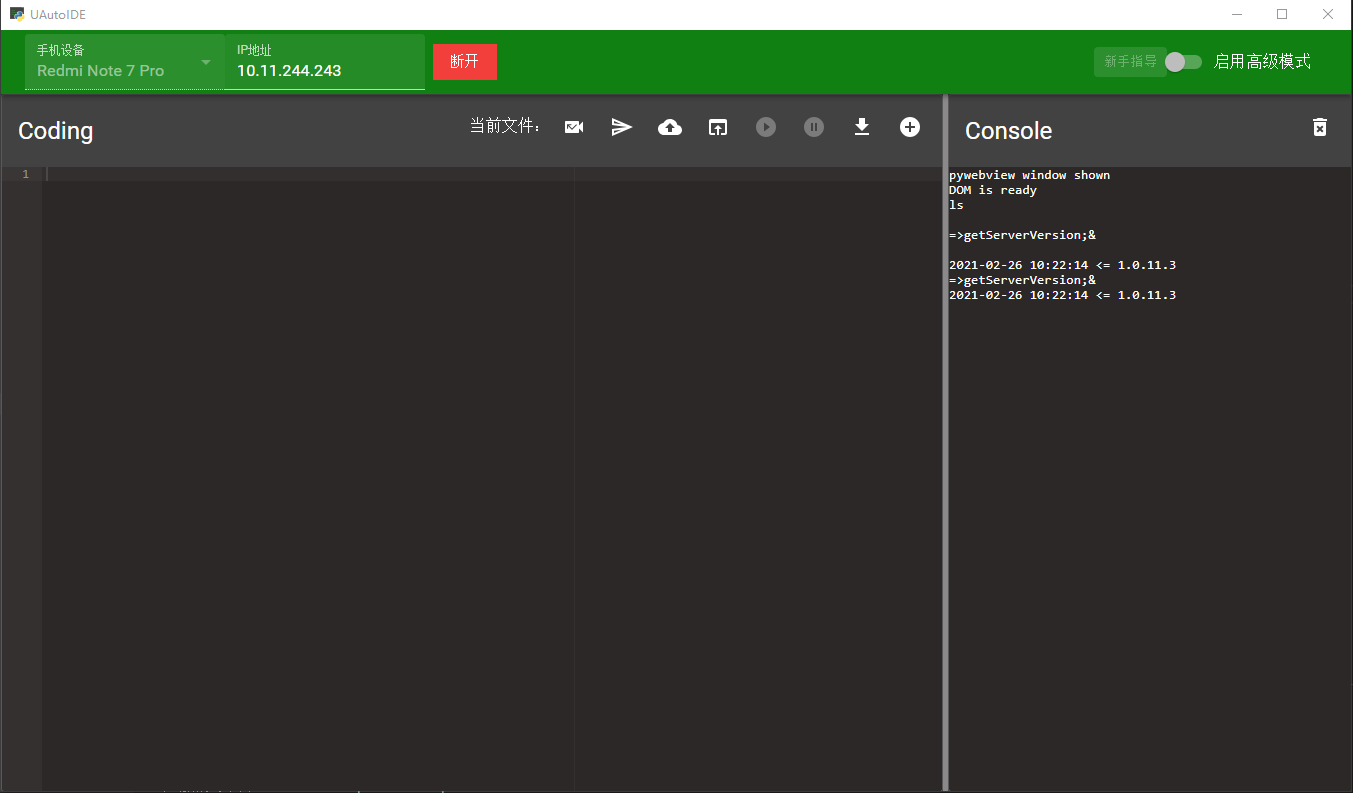 UAutoIDE
手机设备
Redmi Note 7 Pro
IP地址
10.11.244.243
断开
新手指导
启用高级模式
Coding
当前文件：
1
Console
pywebview window shown
DOM is ready
ls
=>getServerVersion;&
2021-02-26 10:22:14 <= 1.0.11.3
=>getServerVersion;&
2021-02-26 10:22:14 <= 1.0.11.3